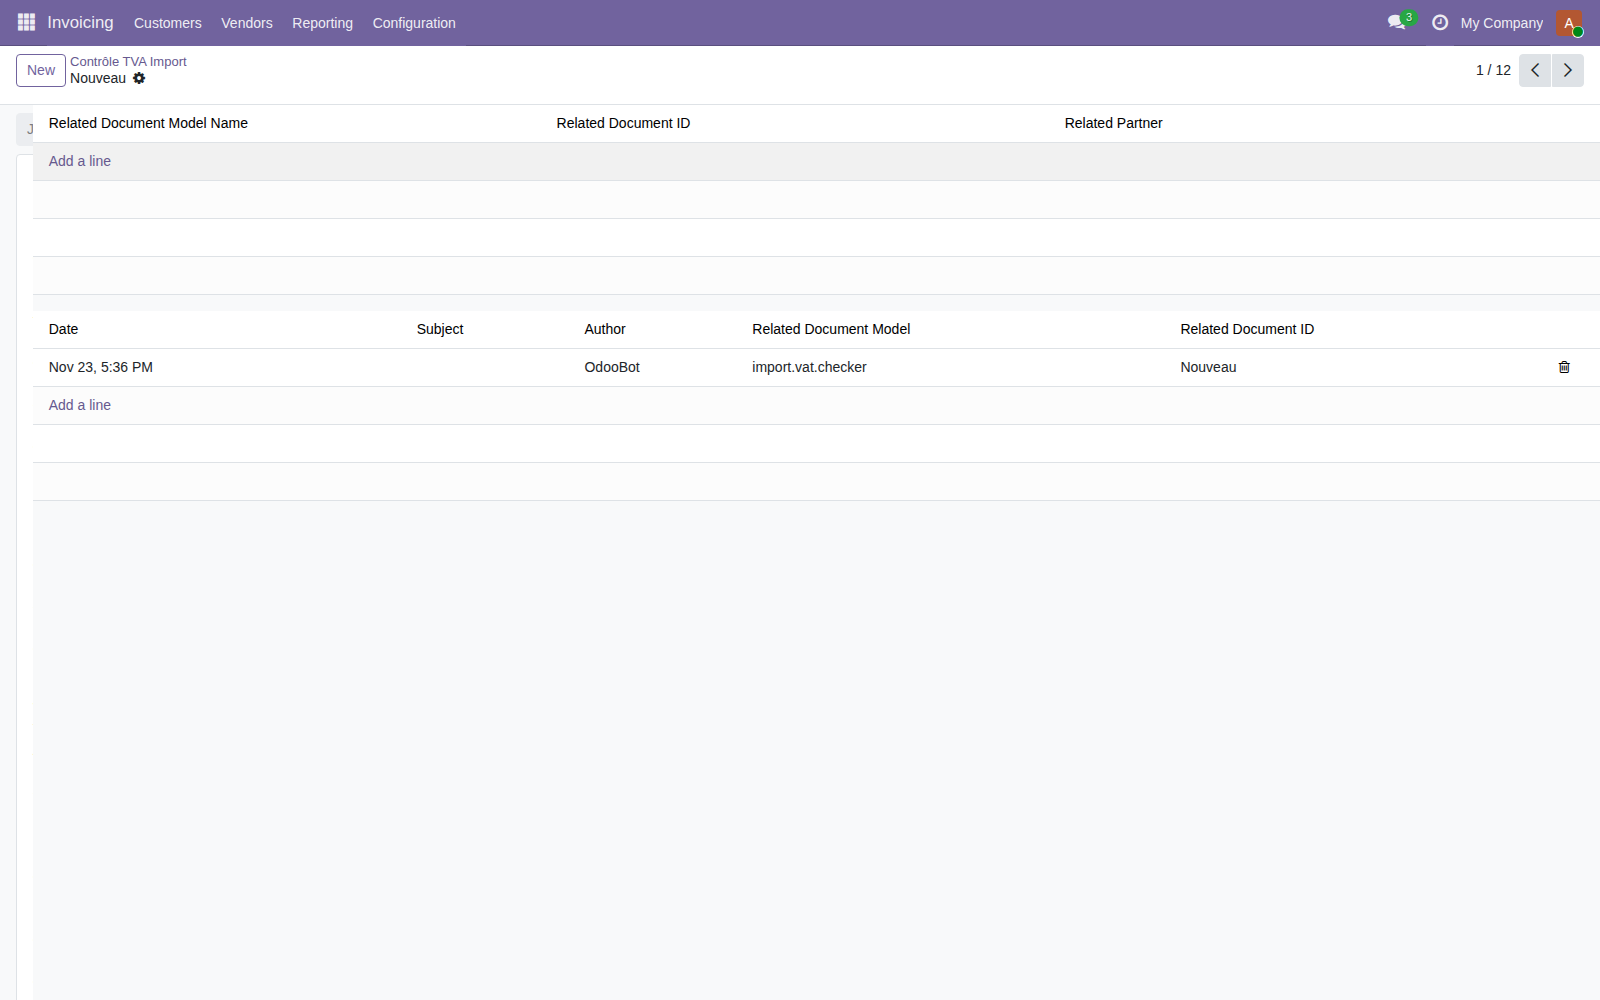 Invoicing Customers Vendors Reporting Configuration 3 My Company A
New Contrôle TVA Import 1 / 12
Nouveau
J
Related Document Model Name Related Document ID Related Partner
Add a line
Date Subject Author Related Document Model Related Document ID
Nov 23, 5:36 PM OdooBot import.vat.checker Nouveau
Add a line